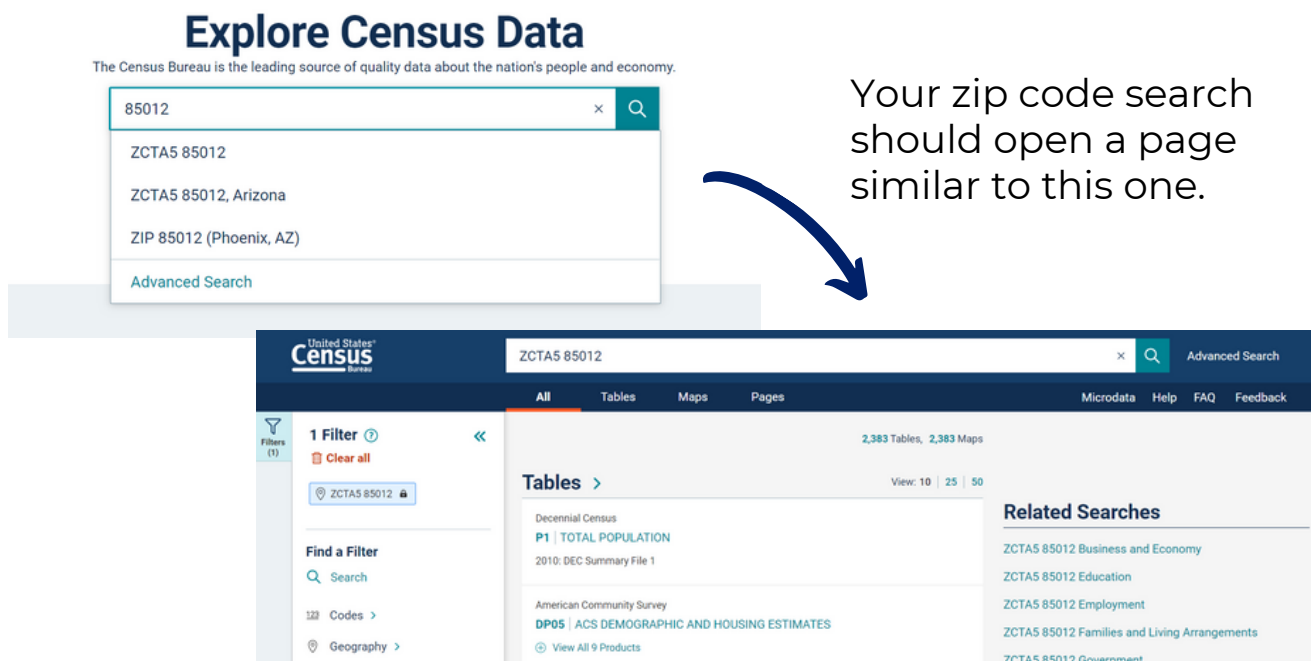 Explore Census Data
The Census Bureau is the leading source of quality data about the nation's people and economy.
85012
ZCTA5 85012
ZCTA5 85012, Arizona
ZIP 85012 (Phoenix, AZ)
Advanced Search
Your zip code search
should open a page
similar to this one.
United States®
Census
Bureau
ZCTA5 85012
Advanced Search
All Tables Maps Pages
Microdata Help FAQ Feedback
Filters
(1)
1 Filter
Clear all
ZCTA5 85012
Find a Filter
Search
123 Codes
Geography
2,383 Tables, 2,383 Maps
Tables
View: 10 | 25 | 50
Decennial Census
P1 | TOTAL POPULATION
2010: DEC Summary File 1
American Community Survey
DP05 | ACS DEMOGRAPHIC AND HOUSING ESTIMATES
View All 9 Products
Related Searches
ZCTA5 85012 Business and Economy
ZCTA5 85012 Education
ZCTA5 85012 Employment
ZCTA5 85012 Families and Living Arrangements
ZCTA5 85012 Government